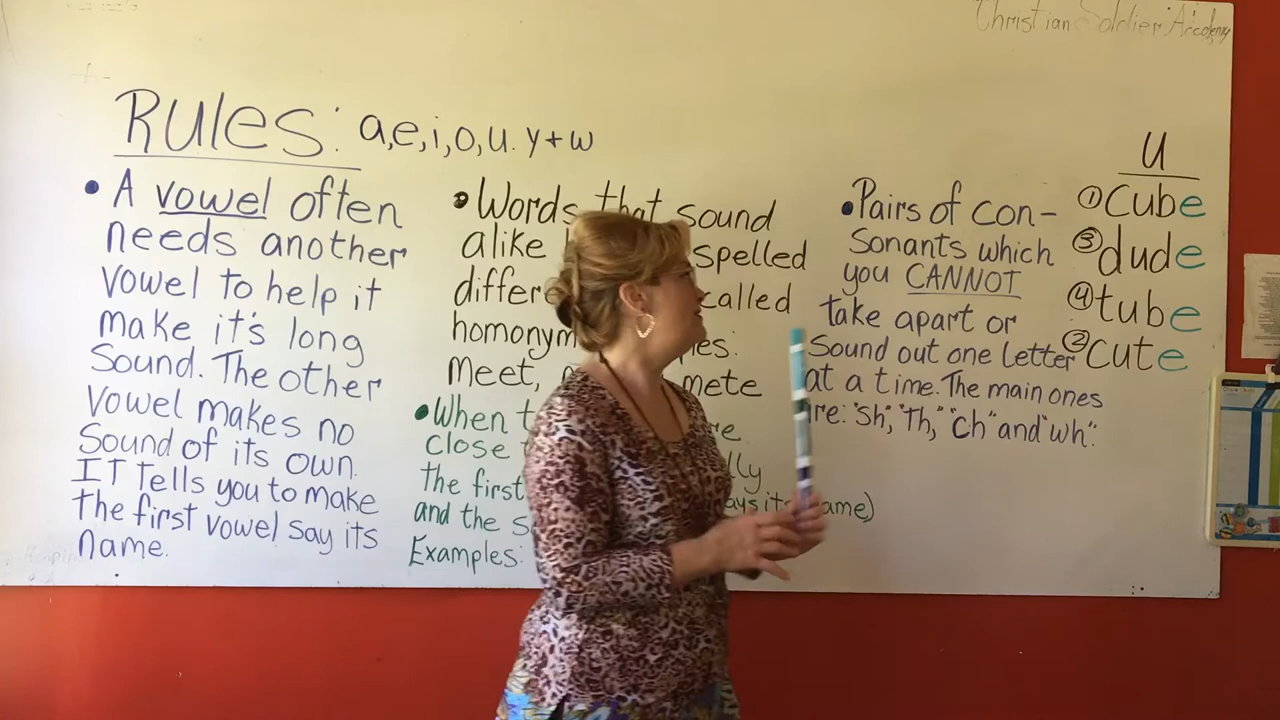 Christian Soldier Academy
RULES: a,e,i,o,u. y+w
• A vowel often
needs another
vowel to help it
make it's long
Sound. The other
vowel makes no
Sound of its own.
IT Tells you to make
the first vowel say its
name.
• Words that sound
alike spelled
called
meet, mete
• When
close
the first
and the
Examples:
• Pairs of con-
Sonants which
you CANNOT
take apart or
Sound out one letter
at a time. The main ones
"sh", "Th", "ch" and "wh".
U
① Cube
③ dude
④ tube
② Cute